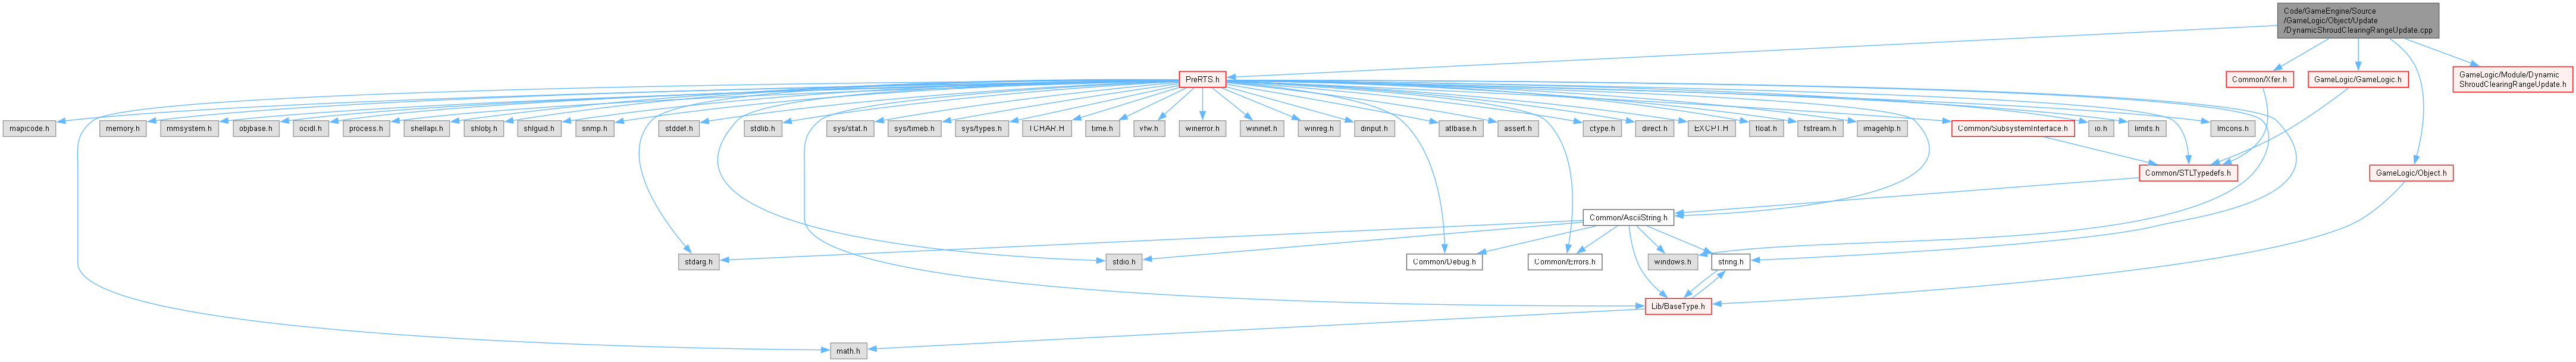 Code/GameEngine/Source
/GameLogic/Object/Update
/DynamicShroudClearingRangeUpdate.cpp
PreRTS.h
Common/Xfer.h
GameLogic/GameLogic.h
GameLogic/Module/Dynamic
ShroudClearingRangeUpdate.h
mapicode.h
memory.h
mmsystem.h
objbase.h
ocidl.h
process.h
shellapi.h
shlobj.h
shlguid.h
snmp.h
stddef.h
stdlib.h
sys/stat.h
sys/timeb.h
sys/types.h
TCHAR.H
time.h
vfw.h
winerror.h
wininet.h
winreg.h
dinput.h
atlbase.h
assert.h
ctype.h
direct.h
EXCPT.H
float.h
fstream.h
imagehlp.h
Common/SubsystemInterface.h
io.h
limits.h
lmcons.h
Common/STLTypedefs.h
GameLogic/Object.h
Common/AsciiString.h
stdarg.h
stdio.h
Common/Debug.h
Common/Errors.h
windows.h
string.h
Lib/BaseType.h
math.h